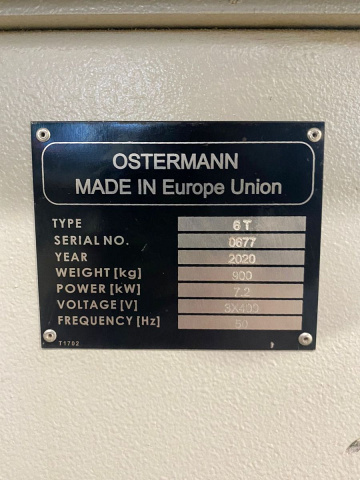 OSTERMANN
MADE IN Europe Union
TYPE 6 T
SERIAL NO. 0677
YEAR 2020
WEIGHT [kg] 900
POWER [kW] 7,2
VOLTAGE [V] 3X400
FREQUENCY [Hz] 50
T1702